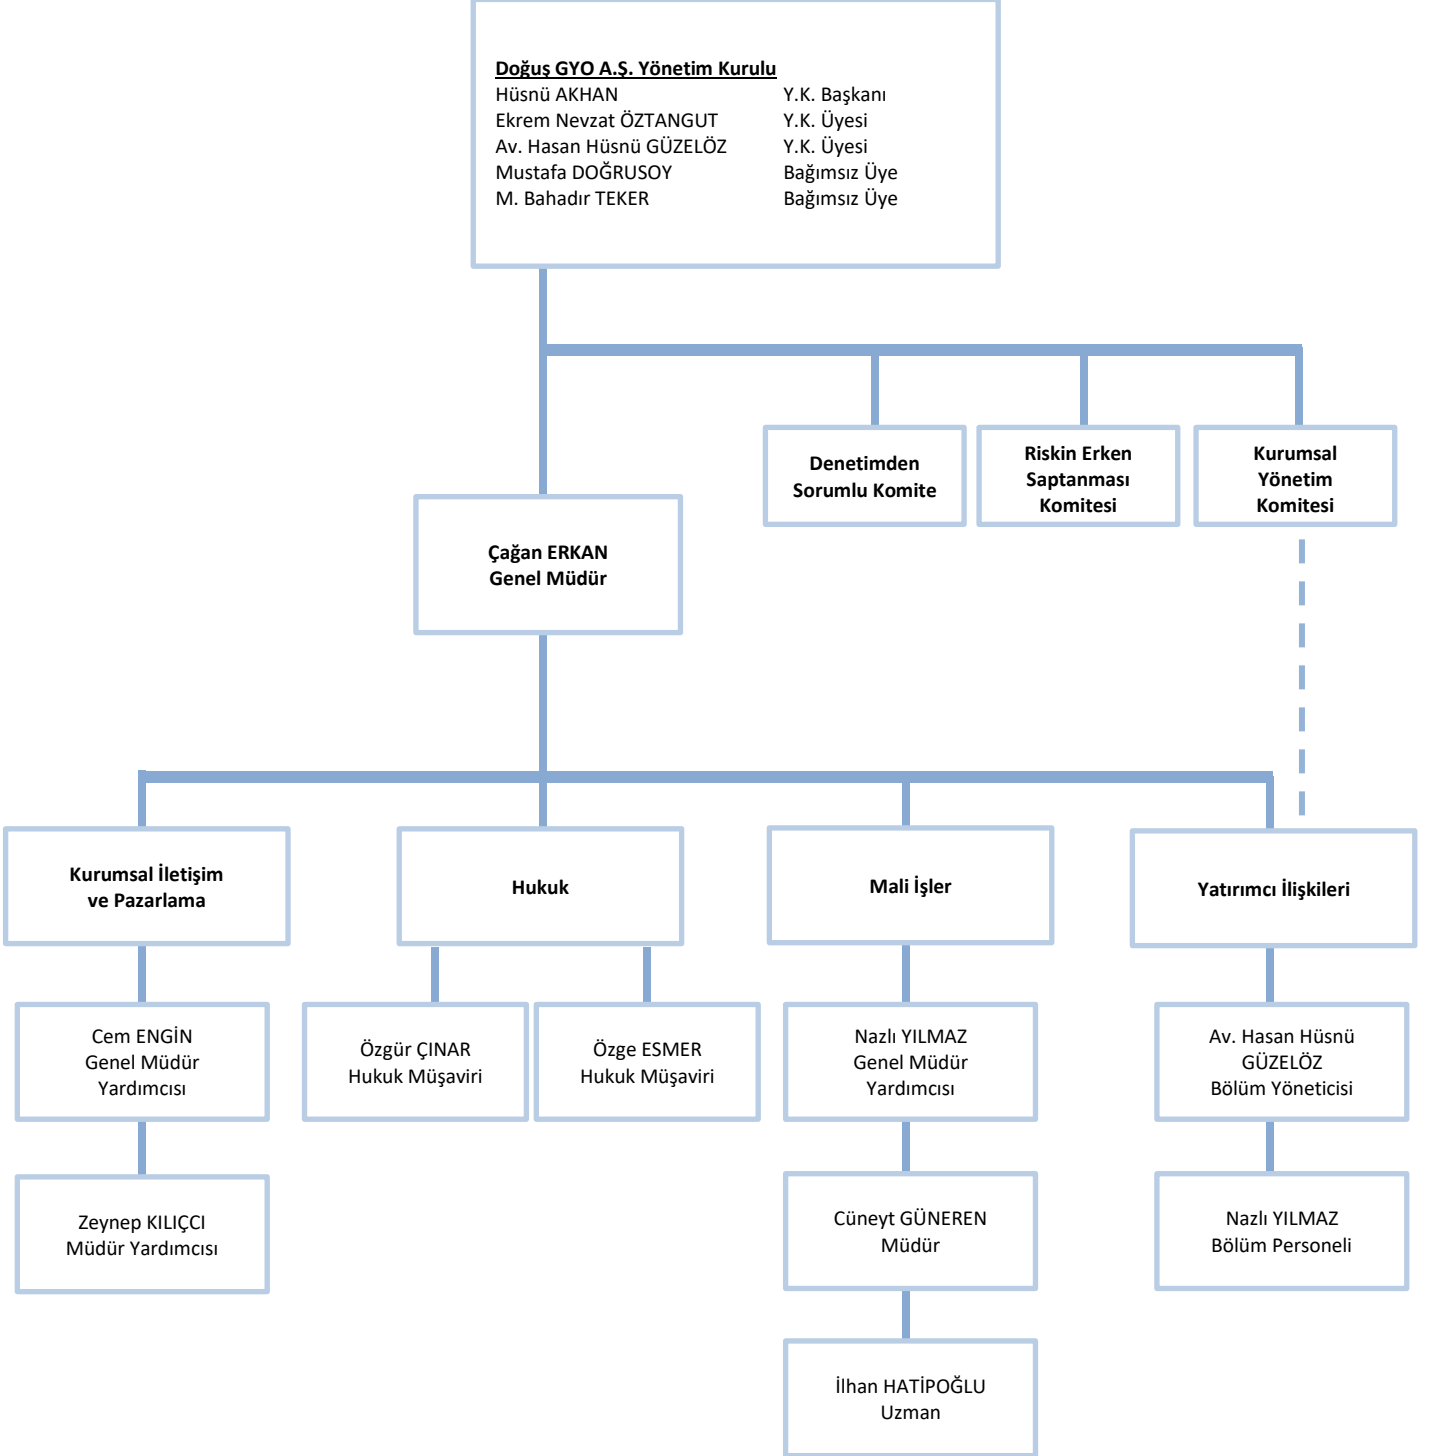 Doğuş GYO A.Ş. Yönetim Kurulu
Hüsnü AKHAN Y.K. Başkanı
Ekrem Nevzat ÖZTANGUT Y.K. Üyesi
Av. Hasan Hüsnü GÜZELÖZ Y.K. Üyesi
Mustafa DOĞRUSOY Bağımsız Üye
M. Bahadır TEKER Bağımsız Üye
Denetimden
Sorumlu Komite
Riskin Erken
Saptanması
Komitesi
Kurumsal
Yönetim
Komitesi
Çağan ERKAN
Genel Müdür
Kurumsal İletişim
ve Pazarlama
Hukuk
Mali İşler
Yatırımcı İlişkileri
Cem ENGİN
Genel Müdür
Yardımcısı
Özgür ÇINAR
Hukuk Müşaviri
Özge ESMER
Hukuk Müşaviri
Nazlı YILMAZ
Genel Müdür
Yardımcısı
Av. Hasan Hüsnü
GÜZELÖZ
Bölüm Yöneticisi
Zeynep KILIÇCI
Müdür Yardımcısı
Cüneyt GÜNEREN
Müdür
Nazlı YILMAZ
Bölüm Personeli
İlhan HATİPOĞLU
Uzman